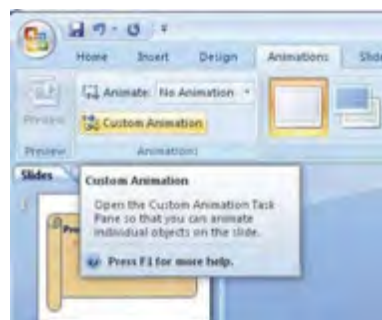 Home Insert Design Animations Slid
Animate: No Animation
Preview
Custom Animation
Preview Animations
Slides
Custom Animation
Open the Custom Animation Task
Pane so that you can animate
individual objects on the slide.
Press F1 for more help.